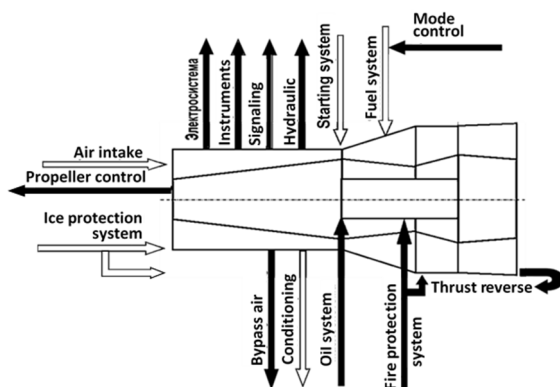 Mode
control
Электросистема
Instruments
Signaling
Hydraulic
Starting system
Fuel system
Air intake
Propeller control
Ice protection
system
Thrust reverse
Bypass air
Conditioning
Oil system
Fire protection
system